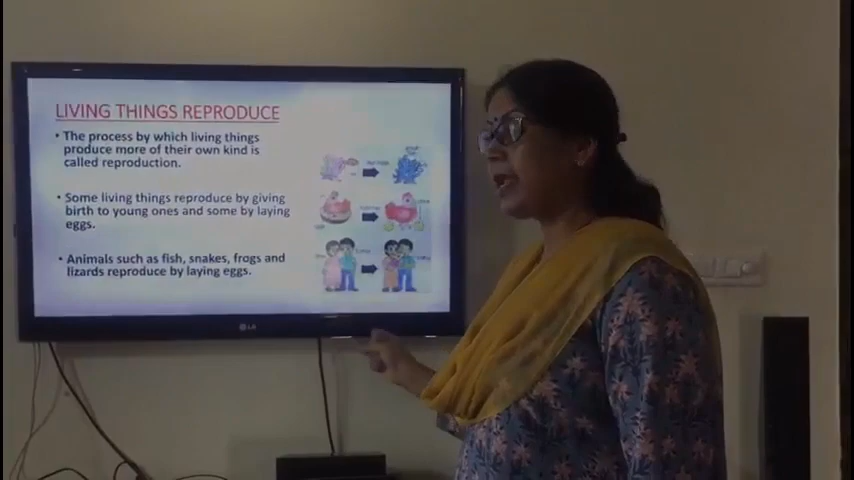 LIVING THINGS REPRODUCE
• The process by which living things
produce more of their own kind is
called reproduction.
• Some living things reproduce by giving
birth to young ones and some by laying
eggs.
• Animals such as fish, snakes, frogs and
lizards reproduce by laying eggs.
LG